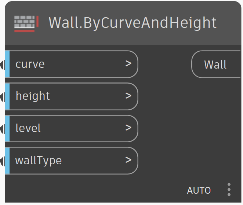 Wall.ByCurveAndHeight
curve >
Wall
height >
level >
wallType >
AUTO